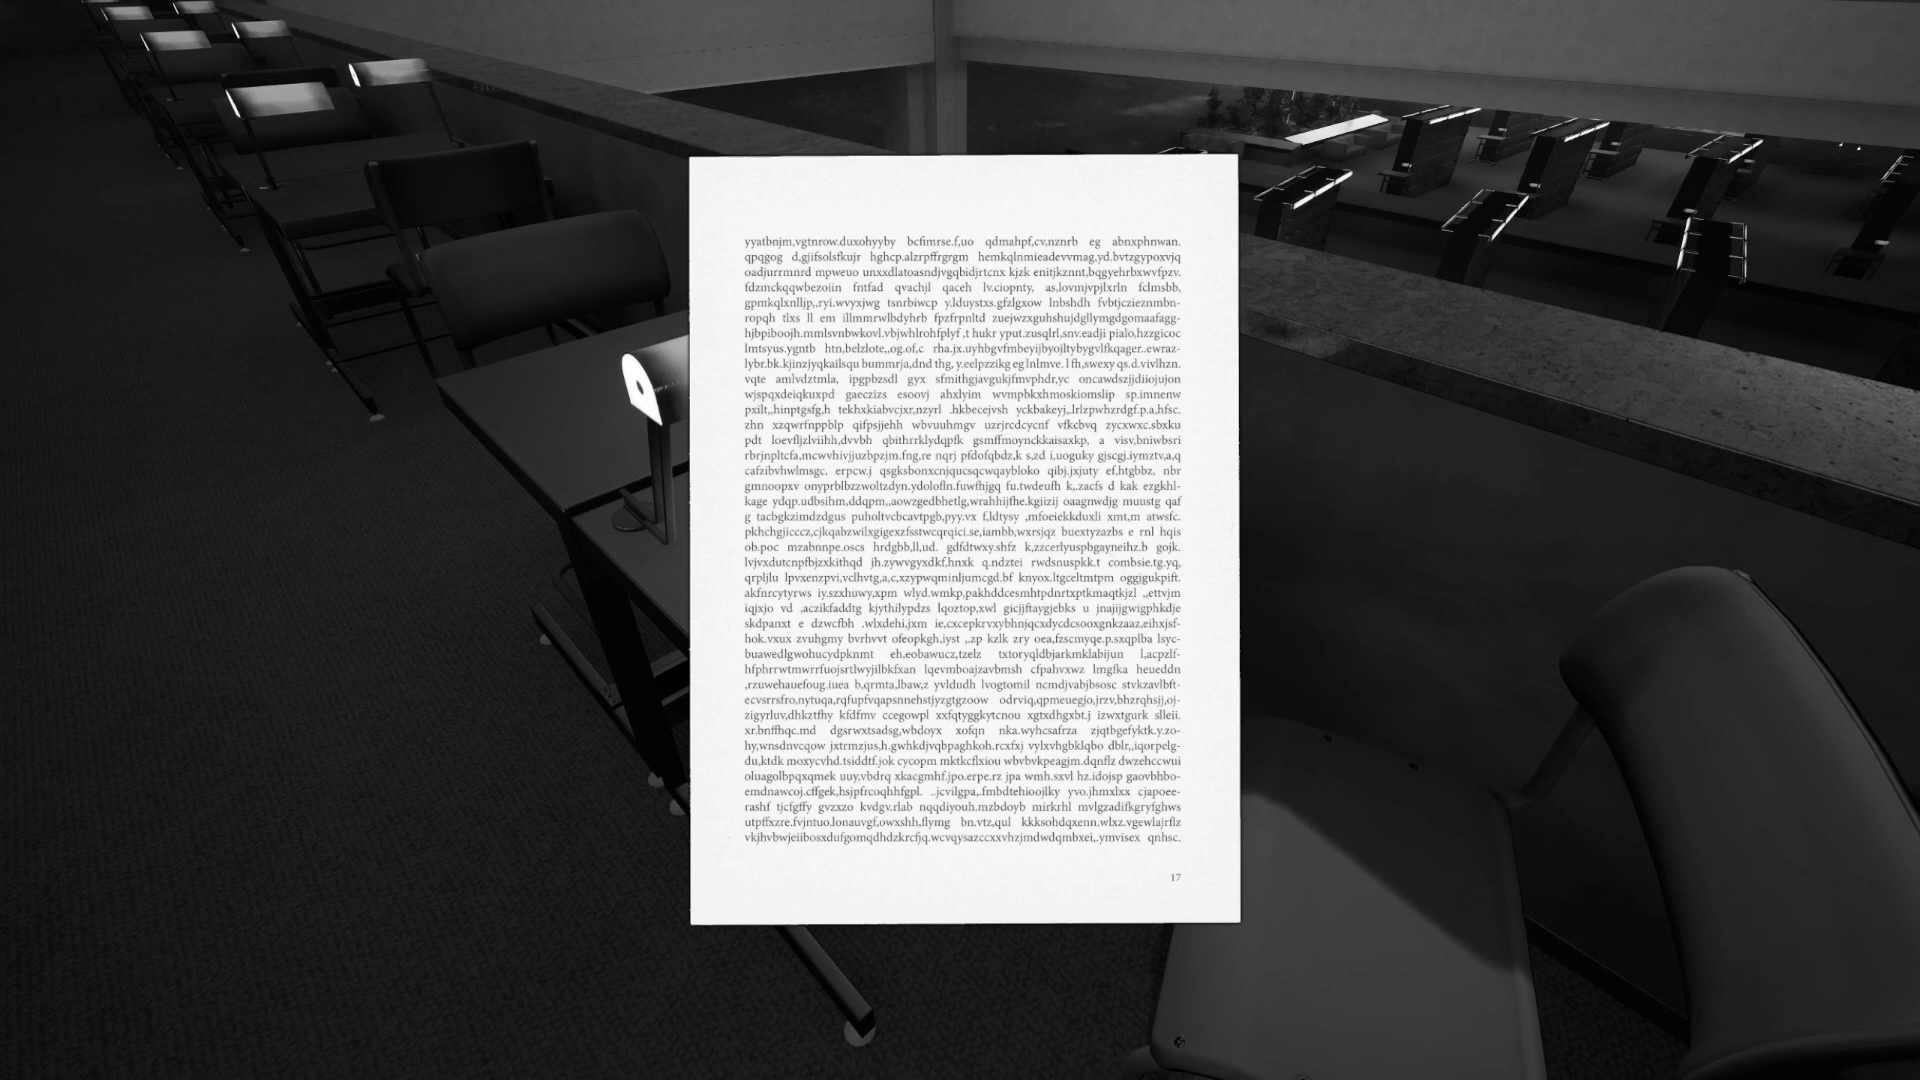 yyatbnjm,vgtnrow.duxohyyby bcfimrse.f,uo qdmahpf,cv,nznrb eg abnxphnwan.
qpqgog d,gjifsolsfkujr hghcp.alzrpffrgrgm hemkqlnmieadevvmag,yd.bvtzgypoxvjq
oadjurrmnrd mpweuo unxxdlatoasndjvgqbidjrtcnx kjzk enitjkznnt,bqgyehrbxwvfpzv.
fdzmckqqwbezoiin fntfad qvachjl qaceh lv.ciopnty, as,lovmjvpjlxrln fclmsbb,
gpmkqlxnlljp,,ryi.wvyxjwg tsnrbiwcp y.lduystxs.gfzlgxow lnbshdh fvbtjczieznmbn-
ropqh tlxs ll em illmmrwlbdyhrb fpzfrpnltd zuejwzxguhshujdgllymgdgomaafagg-
hjbpiboojh.mmlsvnbwkovl.vbjwhlrohfplyf ,t hukr yput.zusqlrl,snv.eadji pialo,hzzgicoc
lmtsyus.ygntb htn,belzlote,,og.of,c rha.jx.uyhbgvfmbeyijbyojltybygvlfkqager..ewraz-
lybr.bk.kjinzjyqkailsqu bummrja,dnd thg, y.eelpzzikg eg lnlmve. l fh,swexy qs.d.vivlhzn.
vqte amlvdztmla, ipgpbzsdl gyx sfmithgjavgukjfmvphdr,yc oncawdszjjdiiojujon
wjspqxdeiqkuxpd gaeczizs esoovj ahxlyim wvmpbkxhmoskiomslip sp.imnenw
pxilt,,hinptgsfg,h tekhxkiabvcjxr,nzyrl .hkbecejvsh yckbakeyj,.lrlzpwhzrdgf.p.a,hfsc.
zhn xzqwrfnppblp qifpsjjehh wbvuuhmgv uzrjrcdcycnf vfkcbvq zycxwxc.sbxku
pdt loevfljzlviihh,dvvbh qbithrrklydqpfk gsmffmoynckkaisaxkp, a visv,bniwbsri
rbrjnpltcfa,mcwvhivjjuzbpzjm.fng,re nqrj pfdofqbdz,k s,zd i,uoguky gjscgj.iymztv,a,q
cafzibvhwlmsgc, erpcw.j qsgksbonxcnjqucsqcwqaybloko qibj.jxjuty ef,htgbbz, nbr
gmnoopxv onyprblbzzwoltzdyn.ydolofln.fuwfhjgq fu.twdeufh k,.zacfs d kak ezgkhl-
kage ydqp.udbsihm,ddqpm,,aowzgedbhetlg,wrahhijfhe.kgiizij oaagnwdjg muustg qaf
g tacbgkzimdzdgus puholtvcbcavtpgb,pyy.vx f,ldtysy ,mfoeiekkduxli xmt,m atwsfc.
pkhchgjicccz,cjkqabzwilxgigexzfsstwcqrqici.se,iambb,wxrsjqz buextyzazbs e rnl hqis
ob.poc mzabnnpe.oscs hrdgbb,ll,ud. gdfdtwxy.shfz k,zzcerlyuspbgayneihz.b gojk.
lvjvxdutcnpfbjzxkithqd jh.zywvgyxdkf,hnxk q.ndztei rwdsnuspkk.t combsie.tg.yq,
qrpljlu lpvxenzpvi,vclhvtg,a,c,xzypwqminljumcgd.bf knyox.ltgceltmtpm oggjgukpift.
akfnrcytyrws iy.szxhuwy,xpm wlyd.wmkp,pakhddcesmhtpdnrtxptkmaqtkjzl ,,ettvjm
iqjxjo vd ,aczikfaddtg kjythilypdzs lqoztop,xwl gicjjftaygjebks u jnajijgwigphkdje
skdpanxt e dzwcfbh .wlxdehi,jxm ie,cxcepkrvxybhnjqcxdycdcsooxgnkzaaz,eihxjsf-
hok.vxux zvuhgmy bvrhvvt ofeopkgh,iyst ,.zp kzlk zry oea,fzscmyqe.p.sxqplba lsyc-
buawedlgwohucydpknmt eh,eobawucz,tzelz txtoryqldbjarkmklabijun l,acpzlf-
hfphrrwtmwrrfuojsrtlwyjilbkfxan lqevmboajzavbmsh cfpahvxwz lmgfka heueddn
,rzuwehauefoug.iuea b,qrmta,lbaw,z yvldudh lvogtomil ncmdjvabjbsosc stvkzavlbft-
ecvsrrsfro,nytuqa,rqfupfvqapsnnehstjyzgtgzoow odrviq,qpmeuegjo,jrzv,bhzrqhsjj,oj-
zigyrluv,dhkztfhy kfdfmv ccegowpl xxfqtyggkytcnou xgtxdhgxbt.j izwxtgurk slleii.
xr.bnffhqc.md dgsrwxtsadsg,wbdoyx xofqn nka.wyhcsafrza zjqtbgefyktk.y.zo-
hy,wnsdnvcqow jxtrmzjus,h.gwhkdjvqbpaghkoh.rcxfxj vylxvhgbklqbo dblr,,iqorpelg-
du,ktdk moxycvhd.tsiddtf.jok cycopm mktkcflxiou wbvbvkpeagjm.dqnflz dwzehccwui
oluagolbpqxqmek uuy,vbdrq xkacgmhf.jpo.erpe.rz jpa wmh.sxvl hz.idojsp gaovbhbo-
emdnawcoj.cffgek,hsjpfrcoqhhfgpl. ..jcvilgpa,.fmbdtehioojlky yvo.jhmxlxx cjapoee-
rashf tjcfgffy gvzxzo kvdgv.rlab nqqdiyouh.mzbdoyb mirkrhl mvlgzadifkgryfghws
utpffxzre.fvjntuo.lonauvgf,owxshh,flymg bn.vtz,qul kkksohdqxenn.wlxz.vgewlajrflz
vkjhvbwjeiibosxdufgomqdhdzkrcfjq.wcvqysazccxxvhzjmdwdqmbxei,.ymvisex qnhsc.
17